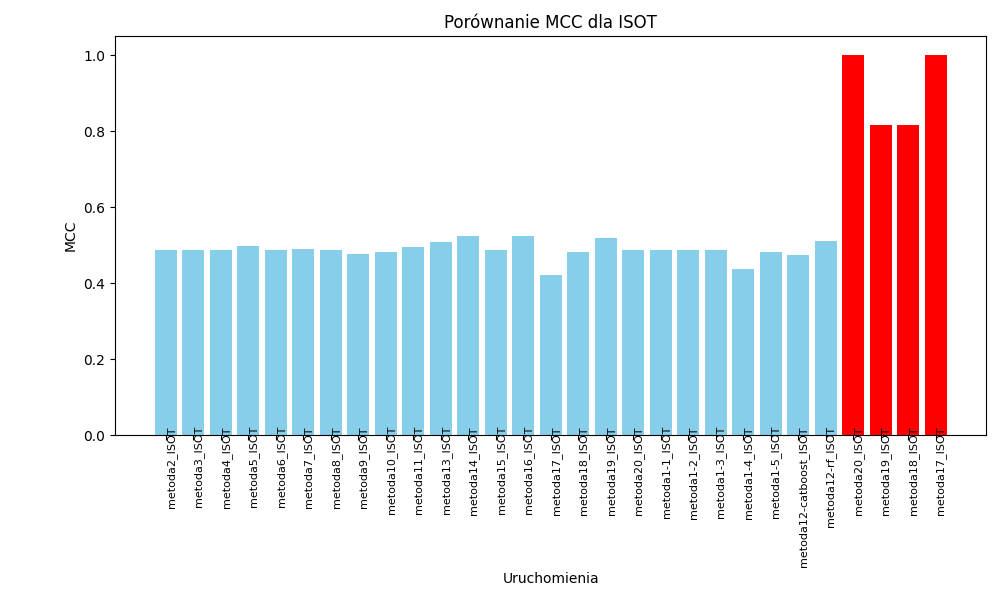 Porównanie MCC dla ISOT
1.0
0.8
0.6
0.4
0.2
0.0
MCC
metoda2_ISOT
metoda3_ISOT
metoda4_ISOT
metoda5_ISOT
metoda6_ISOT
metoda7_ISOT
metoda8_ISOT
metoda9_ISOT
metoda10_ISOT
metoda11_ISOT
metoda13_ISOT
metoda14_ISOT
metoda15_ISOT
metoda16_ISOT
metoda17_ISOT
metoda18_ISOT
metoda19_ISOT
metoda20_ISOT
metoda1-1_ISOT
metoda1-2_ISOT
metoda1-3_ISOT
metoda1-4_ISOT
metoda1-5_ISOT
metoda12-catboost_ISOT
metoda12-rf_ISOT
metoda20_ISOT
metoda19_ISOT
metoda18_ISOT
metoda17_ISOT
Uruchomienia